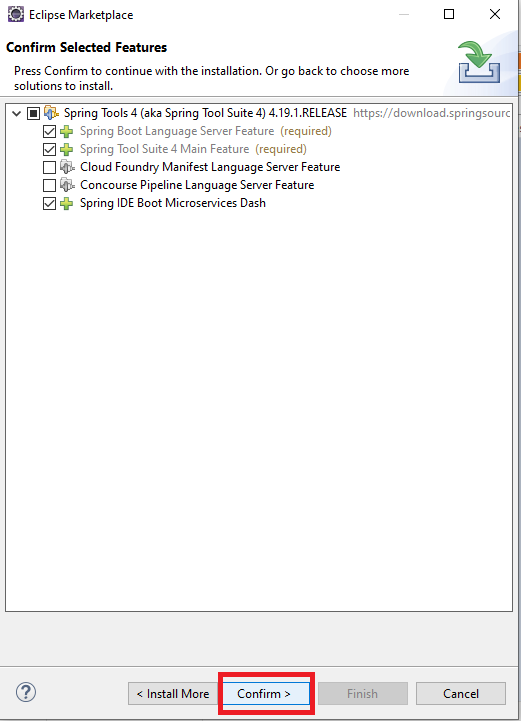 Eclipse Marketplace
Confirm Selected Features
Press Confirm to continue with the installation. Or go back to choose more
solutions to install.
Spring Tools 4 (aka Spring Tool Suite 4) 4.19.1.RELEASE https://download.springsourc
Spring Boot Language Server Feature (required)
Spring Tool Suite 4 Main Feature (required)
Cloud Foundry Manifest Language Server Feature
Concourse Pipeline Language Server Feature
Spring IDE Boot Microservices Dash
? < Install More Confirm > Finish Cancel